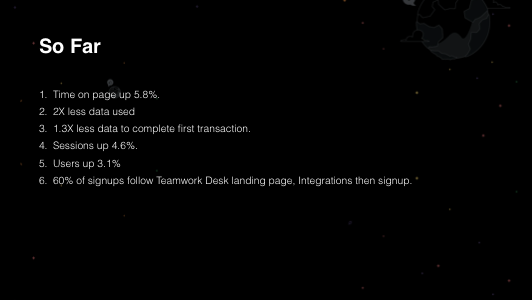 So Far
1. Time on page up 5.8%.
2. 2X less data used
3. 1.3X less data to complete first transaction.
4. Sessions up 4.6%.
5. Users up 3.1%
6. 60% of signups follow Teamwork Desk landing page, Integrations then signup.